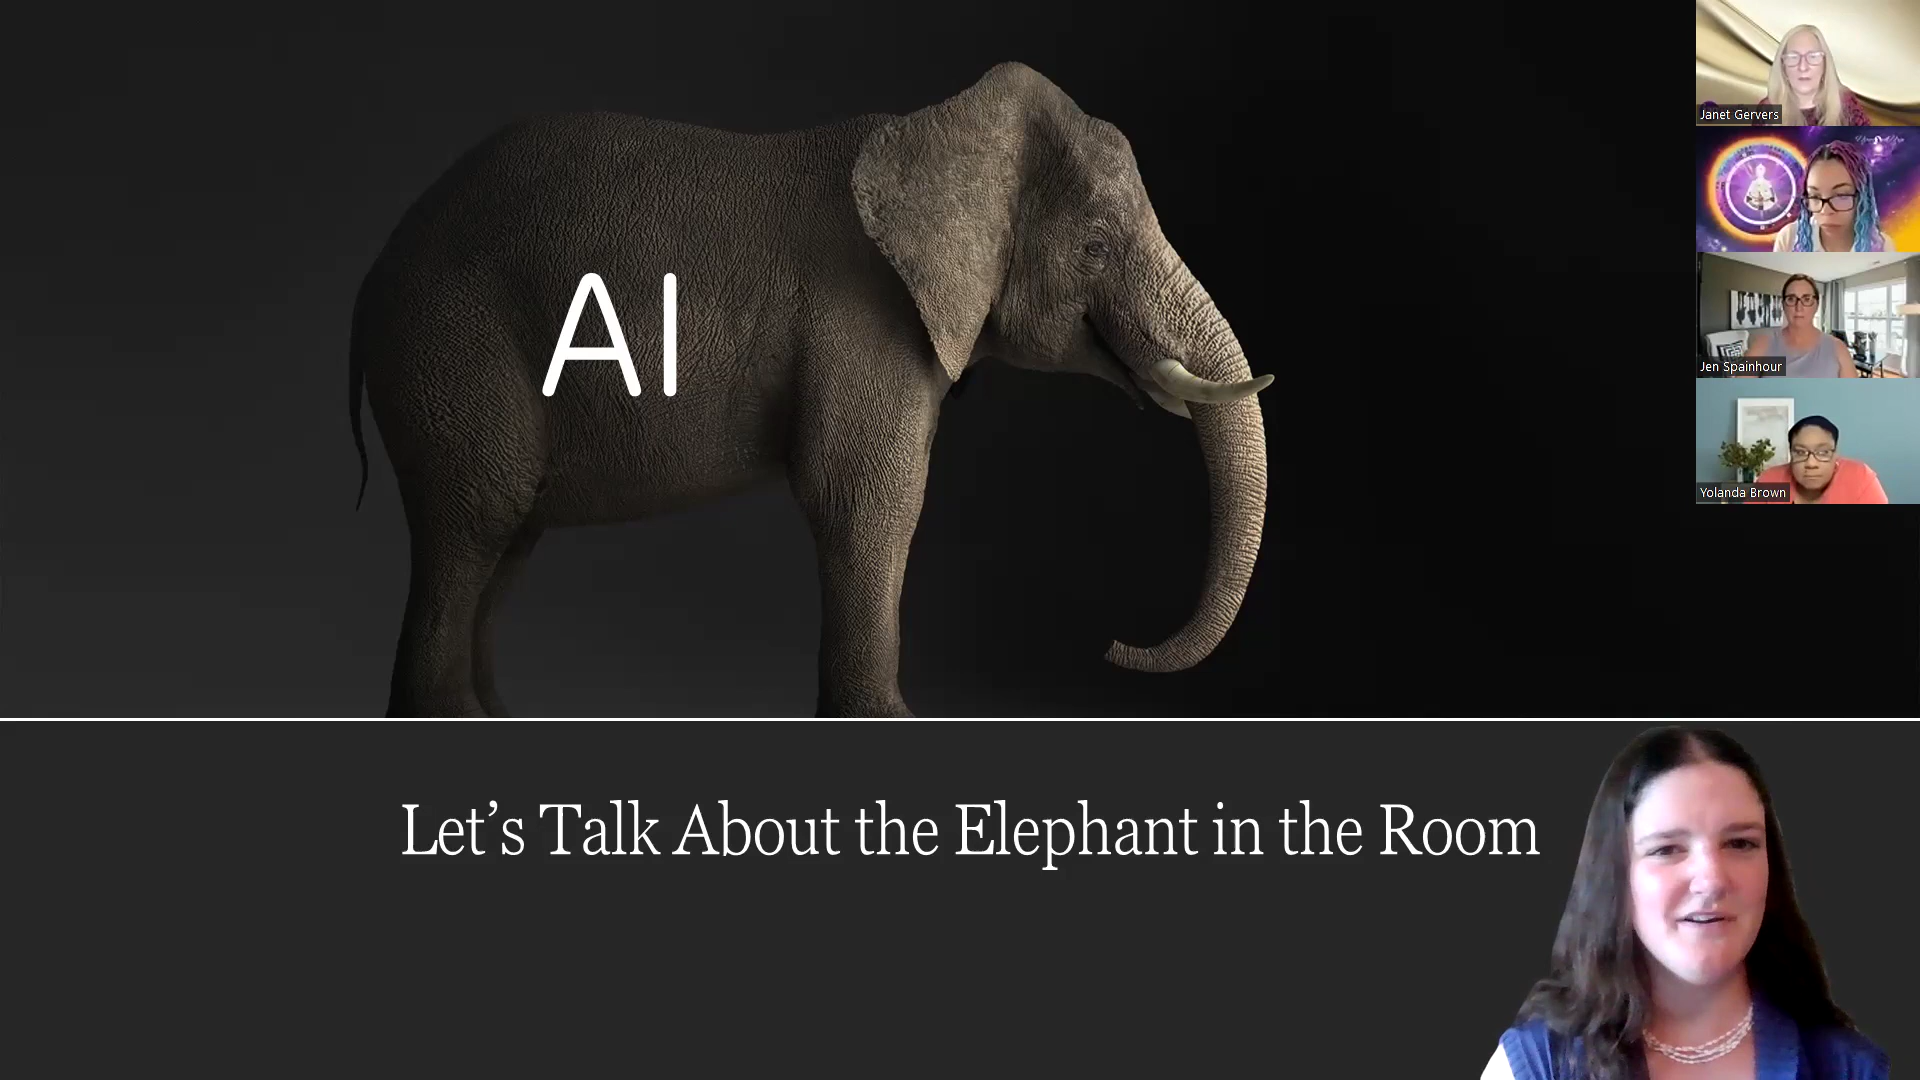 AI
Let’s Talk About the Elephant in the Room
Janet Gervers
Jen Spainhour
Yolanda Brown